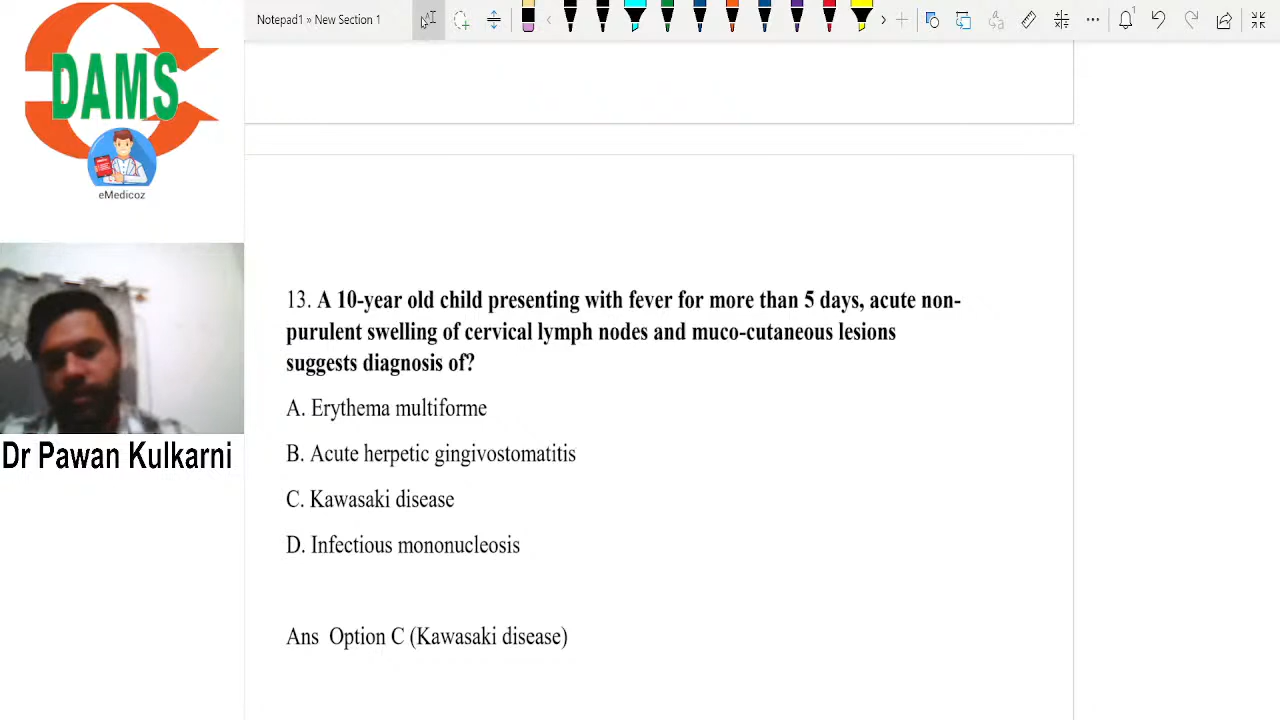 Notepad1 » New Section 1
DAMS
eMedicoz
13. A 10-year old child presenting with fever for more than 5 days, acute non-
purulent swelling of cervical lymph nodes and muco-cutaneous lesions
suggests diagnosis of?
A. Erythema multiforme
B. Acute herpetic gingivostomatitis
C. Kawasaki disease
D. Infectious mononucleosis
Ans Option C (Kawasaki disease)
Dr Pawan Kulkarni